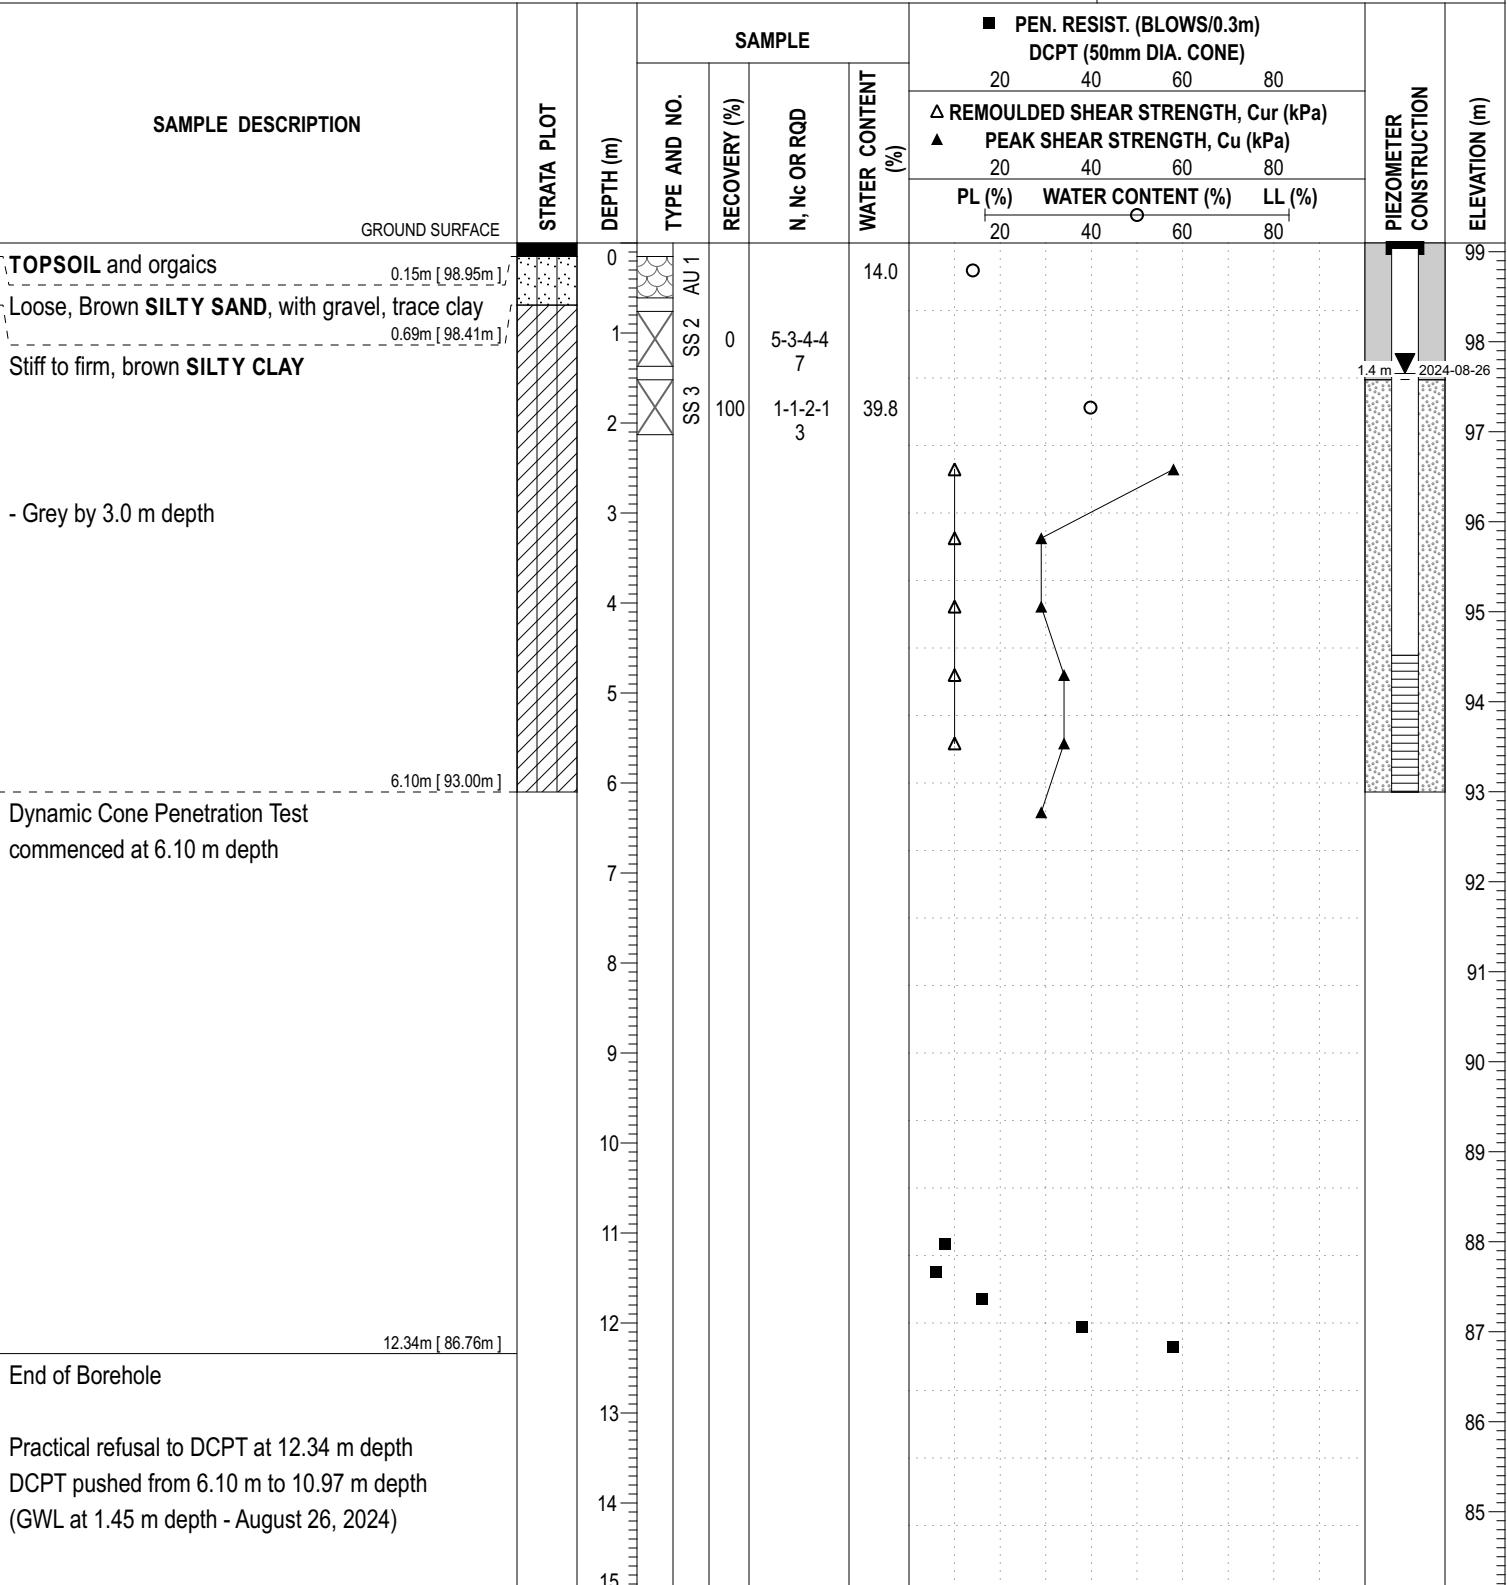 ■ PEN. RESIST. (BLOWS/0.3m)
DCPT (50mm DIA. CONE)
20 40 60 80
△ REMOULDED SHEAR STRENGTH, Cur (kPa)
▲ PEAK SHEAR STRENGTH, Cu (kPa)
20 40 60 80
PL (%) WATER CONTENT (%) LL (%)
20 40 60 80
SAMPLE
SAMPLE DESCRIPTION
STRATA PLOT
DEPTH (m)
TYPE AND NO.
RECOVERY (%)
N, Nc OR RQD
WATER CONTENT
(%)
PIEZOMETER
CONSTRUCTION
ELEVATION (m)
GROUND SURFACE
TOPSOIL and orgaics
0.15m [ 98.95m ]
Loose, Brown SILTY SAND, with gravel, trace clay
0.69m [ 98.41m ]
Stiff to firm, brown SILTY CLAY
- Grey by 3.0 m depth
6.10m [ 93.00m ]
Dynamic Cone Penetration Test
commenced at 6.10 m depth
12.34m [ 86.76m ]
End of Borehole
Practical refusal to DCPT at 12.34 m depth
DCPT pushed from 6.10 m to 10.97 m depth
(GWL at 1.45 m depth - August 26, 2024)
0
1
2
3
4
5
6
7
8
9
10
11
12
13
14
15
AU 1
14.0
SS 2
0
5-3-4-4
7
SS 3
100
1-1-2-1
3
39.8
1.4 m
2024-08-26
99
98
97
96
95
94
93
92
91
90
89
88
87
86
85